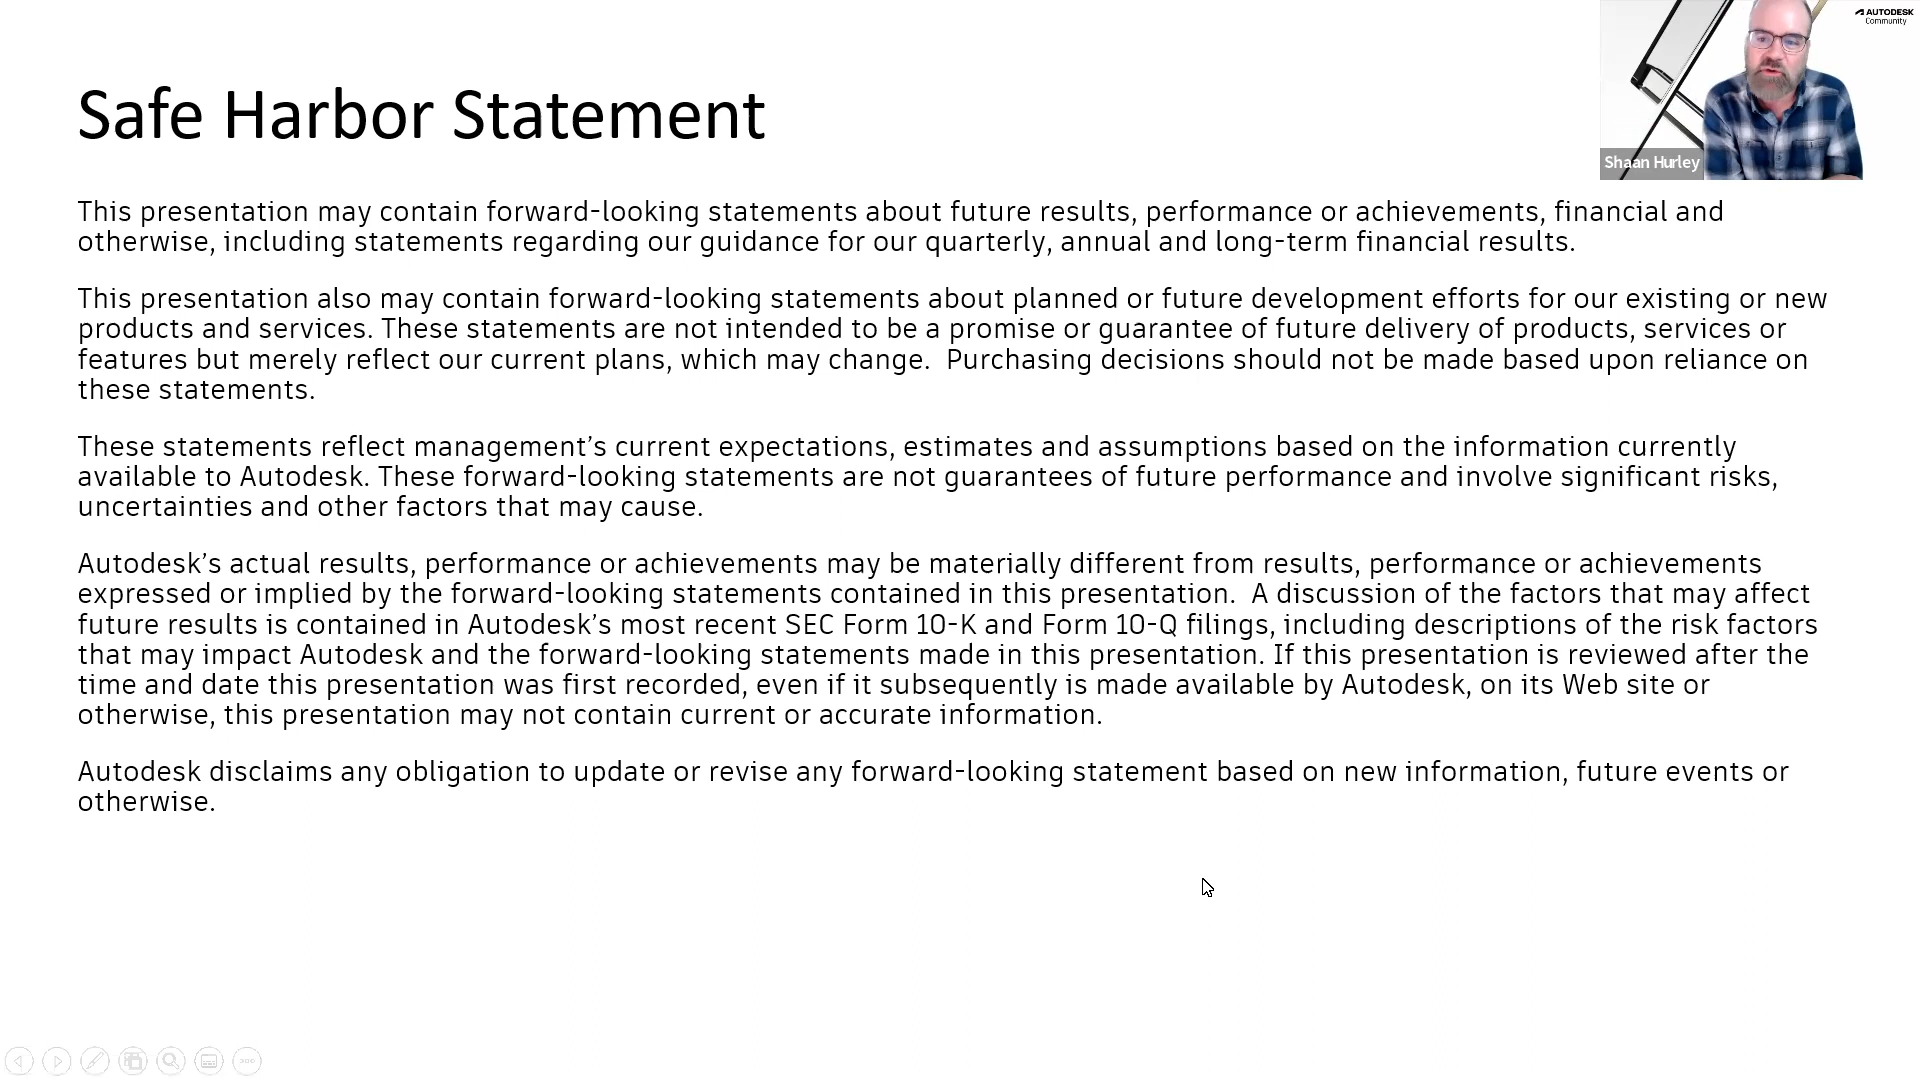 AUTODESK
Community
Safe Harbor Statement
Shaan Hurley
This presentation may contain forward-looking statements about future results, performance or achievements, financial and
otherwise, including statements regarding our guidance for our quarterly, annual and long-term financial results.
This presentation also may contain forward-looking statements about planned or future development efforts for our existing or new
products and services. These statements are not intended to be a promise or guarantee of future delivery of products, services or
features but merely reflect our current plans, which may change.  Purchasing decisions should not be made based upon reliance on
these statements.
These statements reflect management’s current expectations, estimates and assumptions based on the information currently
available to Autodesk. These forward-looking statements are not guarantees of future performance and involve significant risks,
uncertainties and other factors that may cause.
Autodesk’s actual results, performance or achievements may be materially different from results, performance or achievements
expressed or implied by the forward-looking statements contained in this presentation.  A discussion of the factors that may affect
future results is contained in Autodesk’s most recent SEC Form 10-K and Form 10-Q filings, including descriptions of the risk factors
that may impact Autodesk and the forward-looking statements made in this presentation. If this presentation is reviewed after the
time and date this presentation was first recorded, even if it subsequently is made available by Autodesk, on its Web site or
otherwise, this presentation may not contain current or accurate information.
Autodesk disclaims any obligation to update or revise any forward-looking statement based on new information, future events or
otherwise.